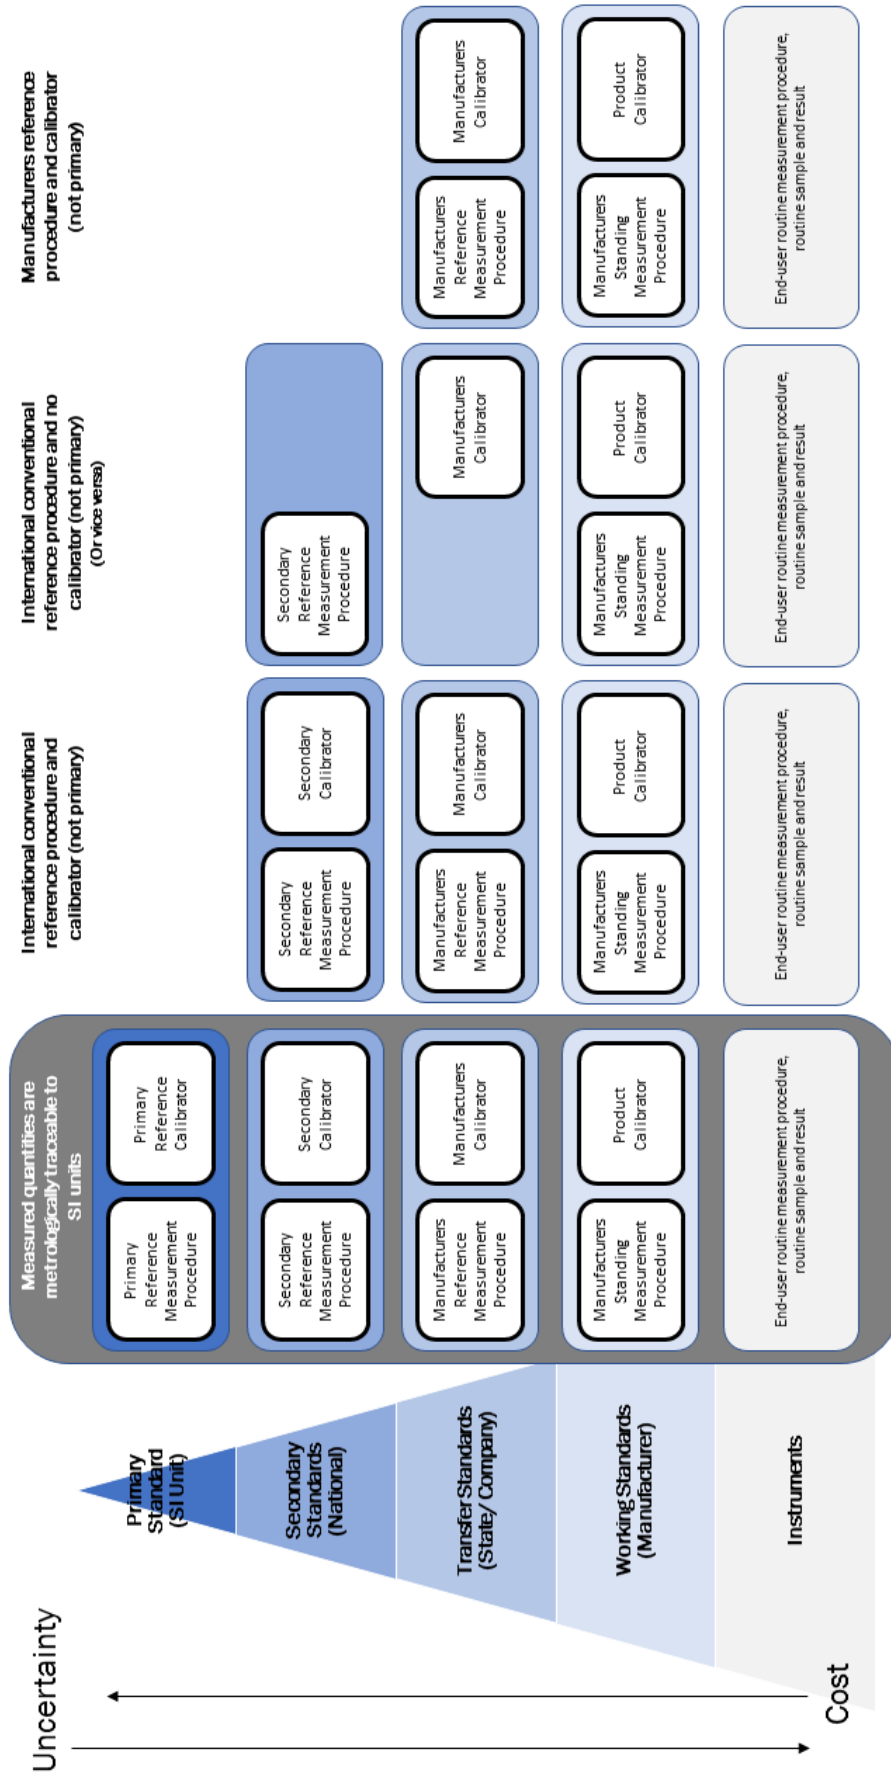 Uncertainty
Cost
Primary
Standard
(SI Unit)
Secondary
Standards
(National)
Transfer Standards
(State/ Company)
Working Standards
(Manufacturer)
Instruments
Measured quantities are
metrologically traceable to
SI units
Primary
Reference
Measurement
Procedure
Primary
Reference
Calibrator
Secondary
Reference
Measurement
Procedure
Secondary
Calibrator
Manufacturers
Reference
Measurement
Procedure
Manufacturers
Calibrator
Manufacturers
Standing
Measurement
Procedure
Product
Calibrator
End-user routine measurement procedure,
routine sample and result
International conventional
reference procedure and
calibrator (not primary)
Secondary
Reference
Measurement
Procedure
Secondary
Calibrator
Manufacturers
Reference
Measurement
Procedure
Manufacturers
Calibrator
Manufacturers
Standing
Measurement
Procedure
Product
Calibrator
End-user routine measurement procedure,
routine sample and result
International conventional
reference procedure and no
calibrator (not primary)
(Or vice versa)
Secondary
Reference
Measurement
Procedure
Manufacturers
Calibrator
Manufacturers
Standing
Measurement
Procedure
Product
Calibrator
End-user routine measurement procedure,
routine sample and result
Manufacturers reference
procedure and calibrator
(not primary)
Manufacturers
Reference
Measurement
Procedure
Manufacturers
Calibrator
Manufacturers
Standing
Measurement
Procedure
Product
Calibrator
End-user routine measurement procedure,
routine sample and result